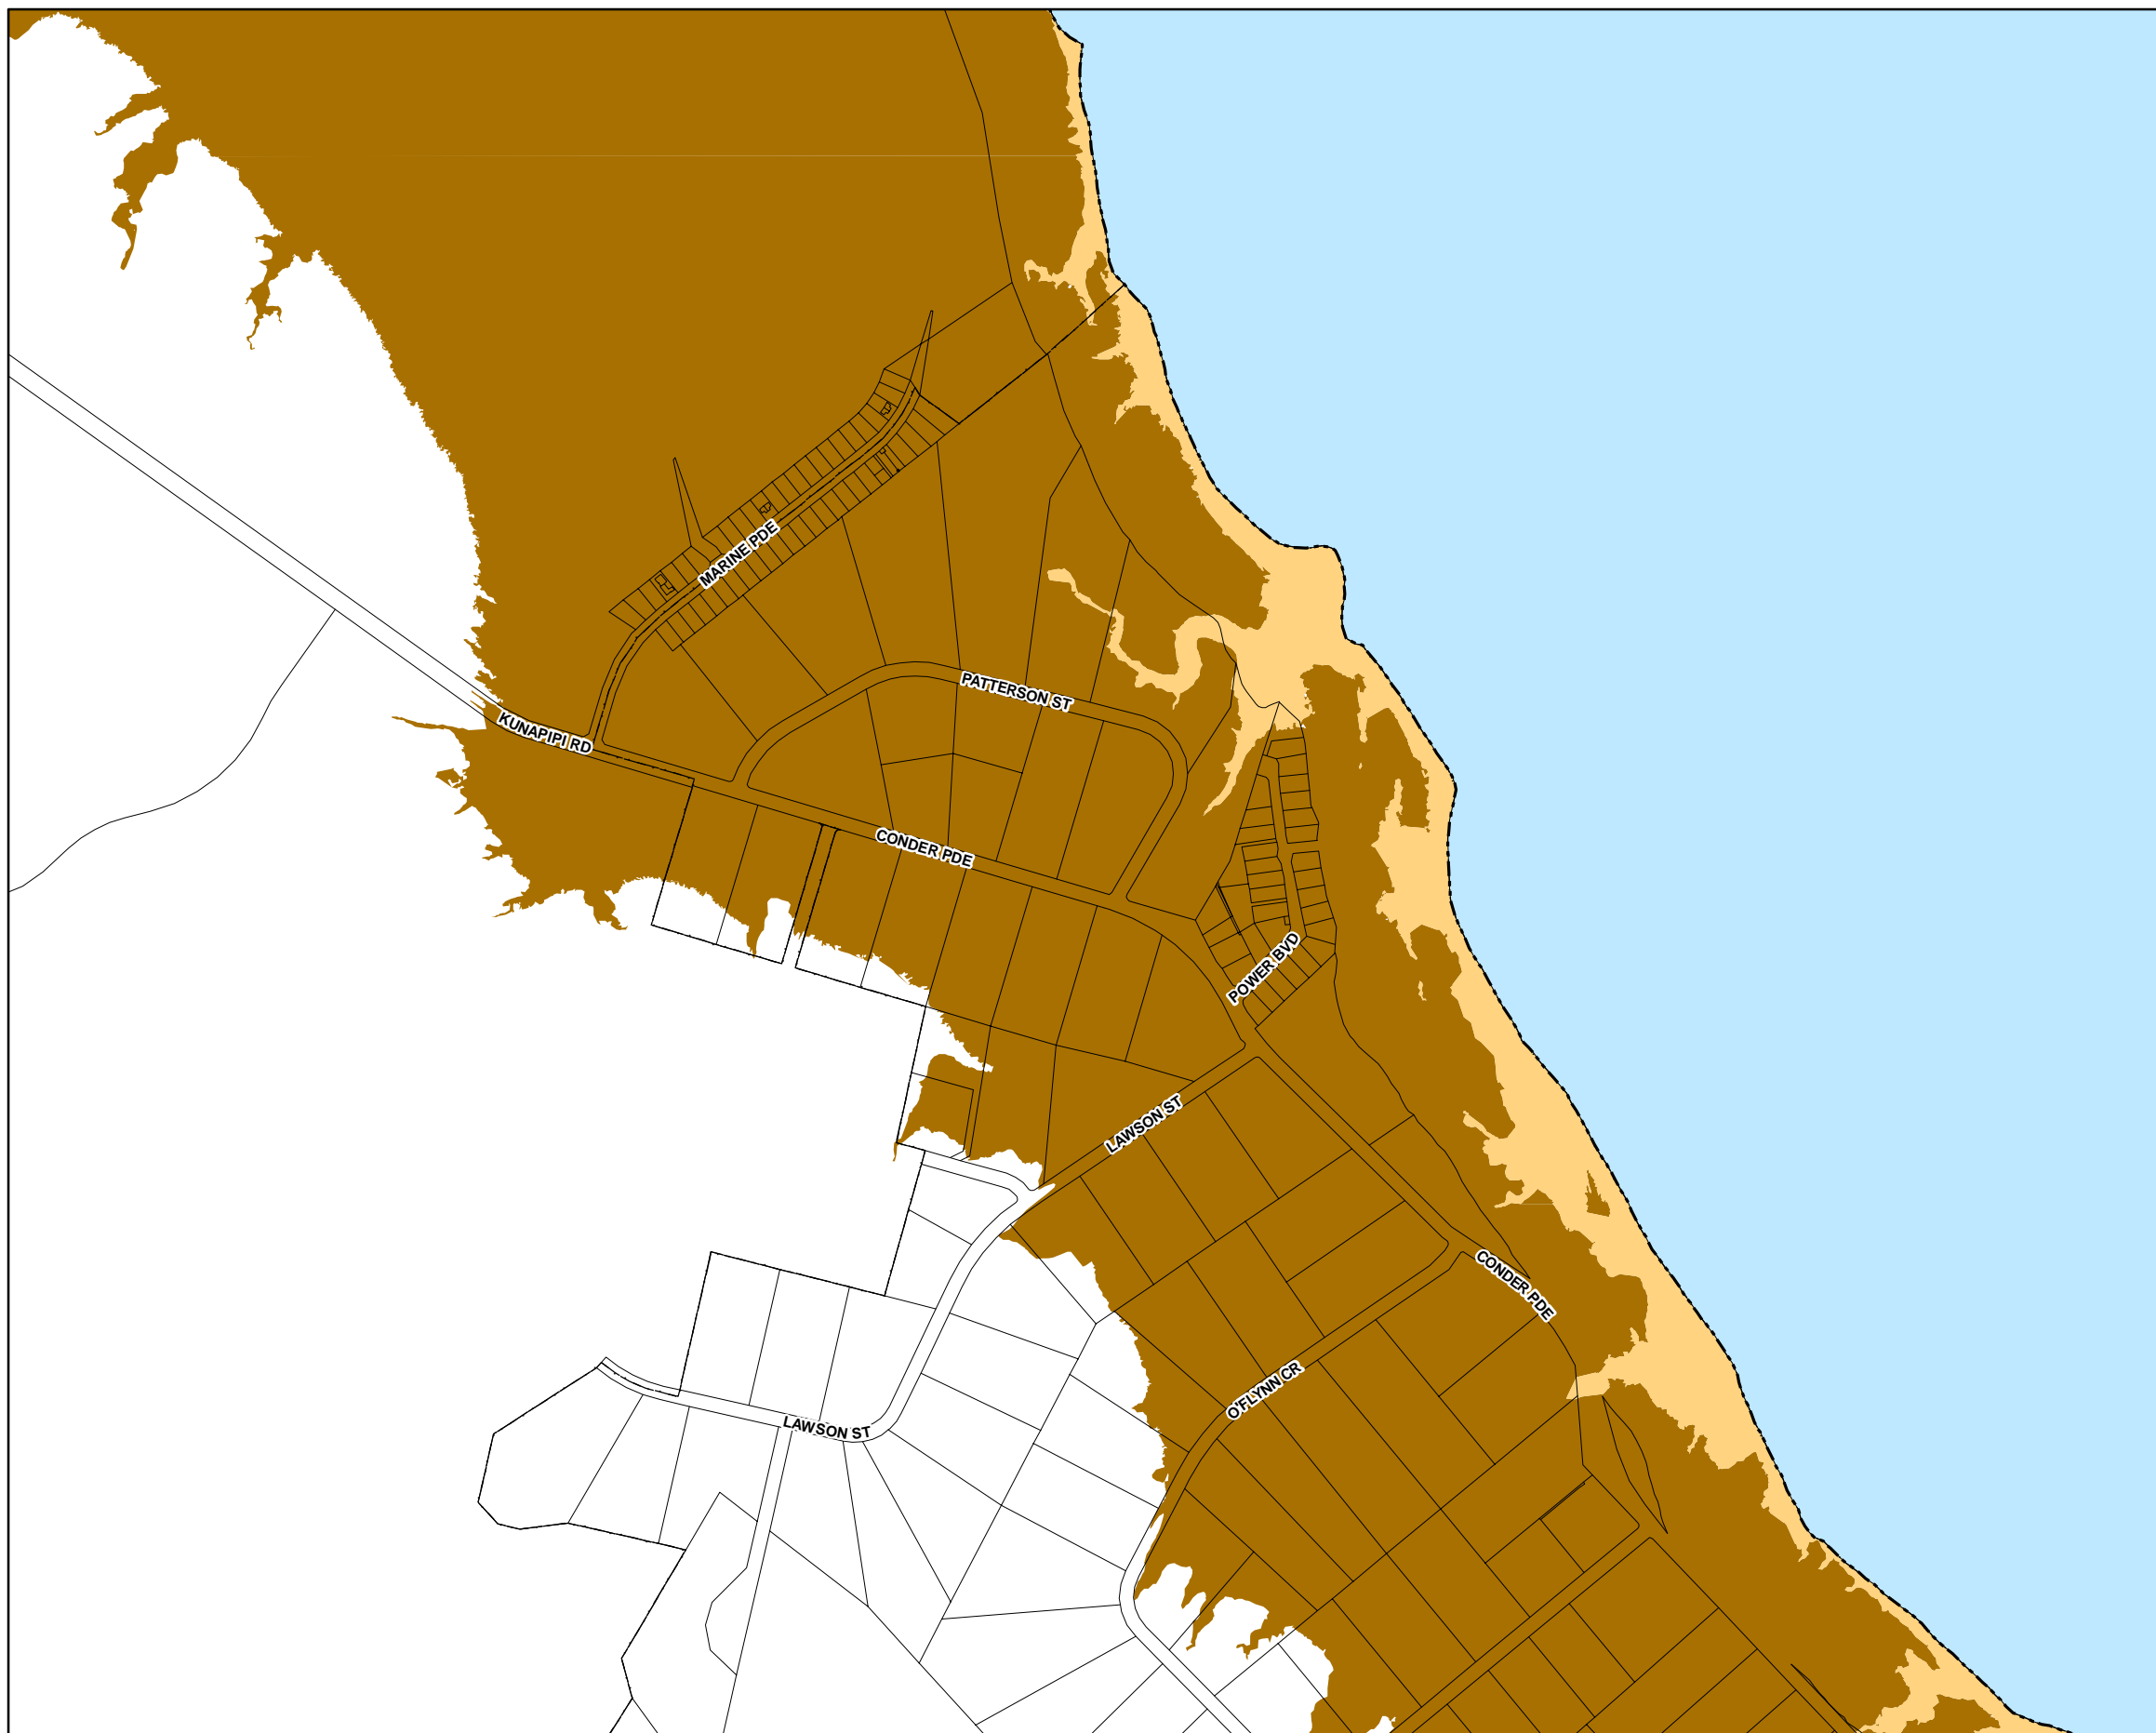 MARINE PDE
PATTERSON ST
KUNAPIPI RD
CONDER PDE
POWER BVD
LAWSON ST
CONDER PDE
O'FLYNN CR
LAWSON ST